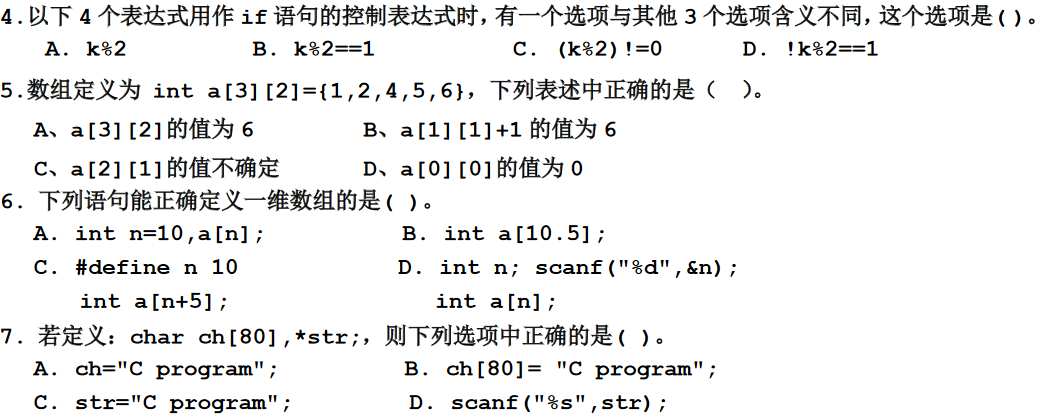 4.以下 4 个表达式用作 if 语句的控制表达式时，有一个选项与其他 3 个选项含义不同，这个选项是( )。
A. k%2 B. k%2==1 C. (k%2)!=0 D. !k%2==1
5.数组定义为 int a[3][2]={1,2,4,5,6}，下列表述中正确的是（ ）。
A、a[3][2]的值为 6 B、a[1][1]+1 的值为 6
C、a[2][1]的值不确定 D、a[0][0]的值为 0
6. 下列语句能正确定义一维数组的是( )。
A. int n=10,a[n]; B. int a[10.5];
C. #define n 10 D. int n; scanf("%d",&n);
int a[n+5]; int a[n];
7. 若定义：char ch[80],*str;，则下列选项中正确的是( )。
A. ch="C program"; B. ch[80]= "C program";
C. str="C program"; D. scanf("%s",str);